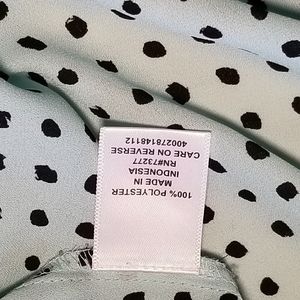 100% POLYESTER
MADE IN
INDONESIA
RN#73277
CARE ON REVERSE
400278148112